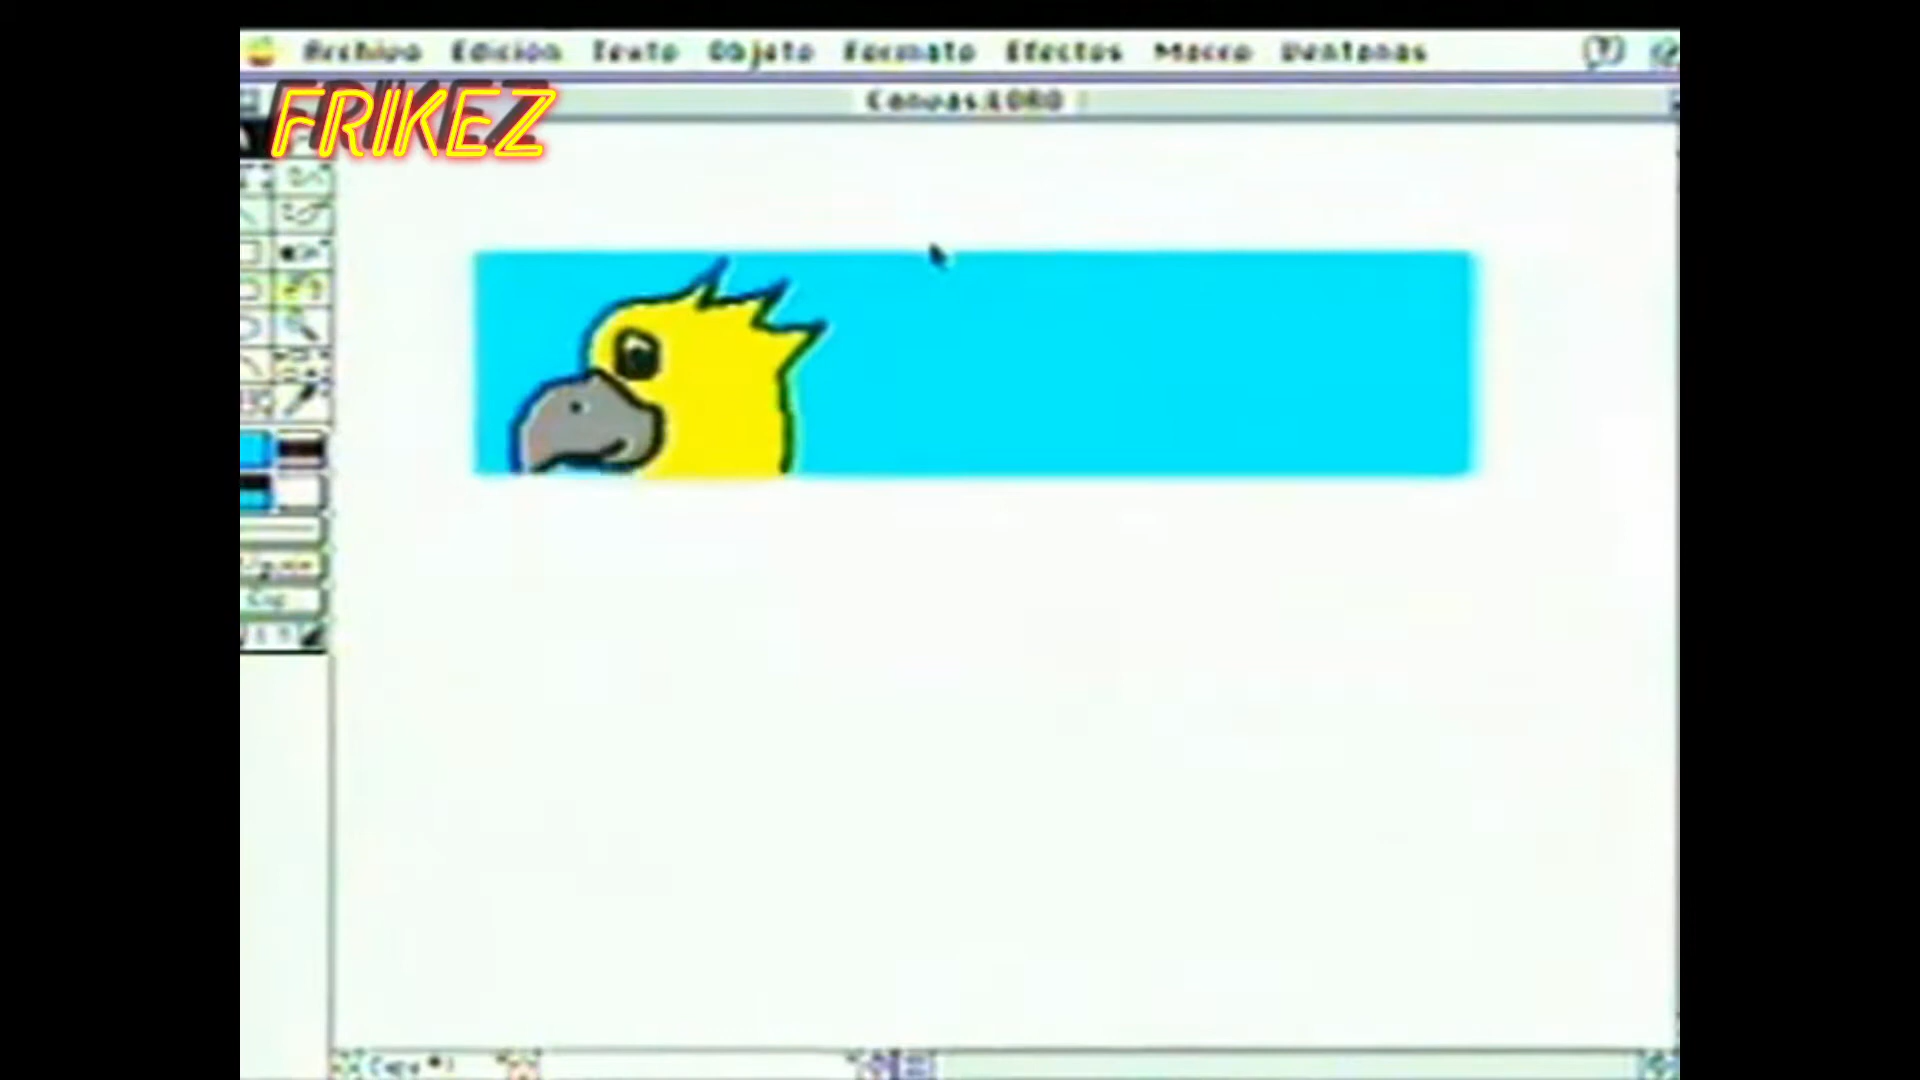 Archivo Edición Texto Objeto Formato Efectos Macro Ventanas
FRIKEZ
Canvas:LORO